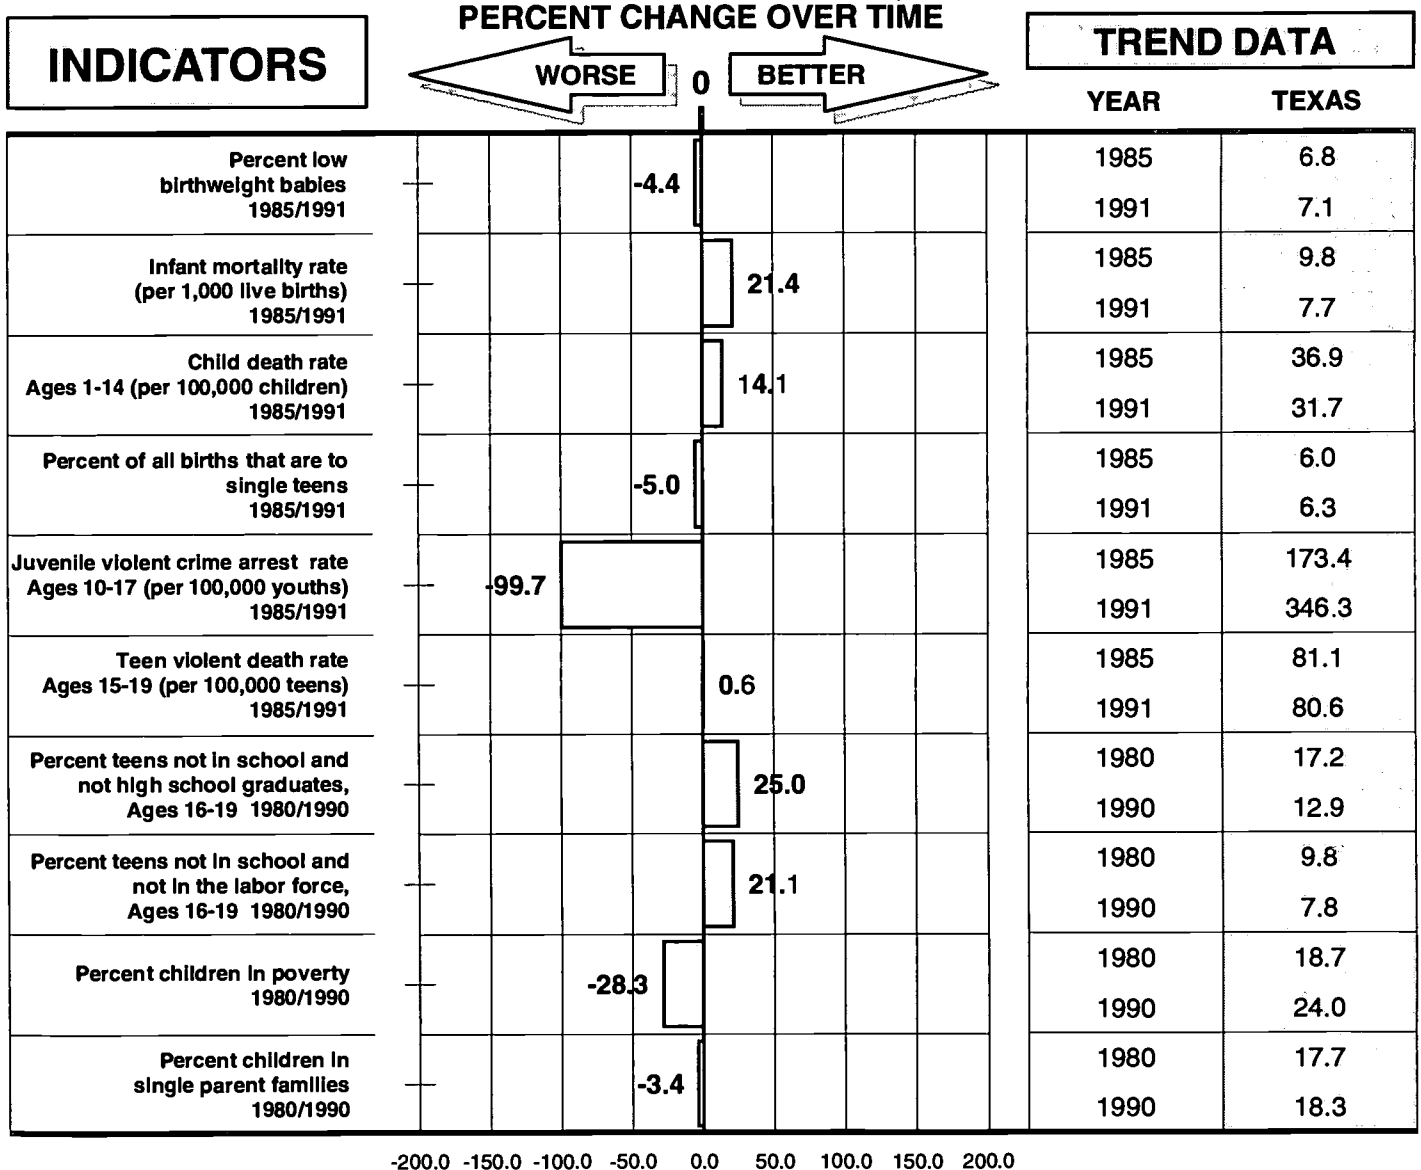 PERCENT CHANGE OVER TIME
INDICATORS
WORSE 0 BETTER
TREND DATA
YEAR TEXAS
Percent low
birthweight babies
1985/1991
-4.4
1985 6.8
1991 7.1
Infant mortality rate
(per 1,000 live births)
1985/1991
21.4
1985 9.8
1991 7.7
Child death rate
Ages 1-14 (per 100,000 children)
1985/1991
14.1
1985 36.9
1991 31.7
Percent of all births that are to
single teens
1985/1991
-5.0
1985 6.0
1991 6.3
Juvenile violent crime arrest rate
Ages 10-17 (per 100,000 youths)
1985/1991
-99.7
1985 173.4
1991 346.3
Teen violent death rate
Ages 15-19 (per 100,000 teens)
1985/1991
0.6
1985 81.1
1991 80.6
Percent teens not in school and
not high school graduates,
Ages 16-19 1980/1990
25.0
1980 17.2
1990 12.9
Percent teens not in school and
not in the labor force,
Ages 16-19 1980/1990
21.1
1980 9.8
1990 7.8
Percent children in poverty
1980/1990
-28.3
1980 18.7
1990 24.0
Percent children in
single parent families
1980/1990
-3.4
1980 17.7
1990 18.3
-200.0 -150.0 -100.0 -50.0 0.0 50.0 100.0 150.0 200.0